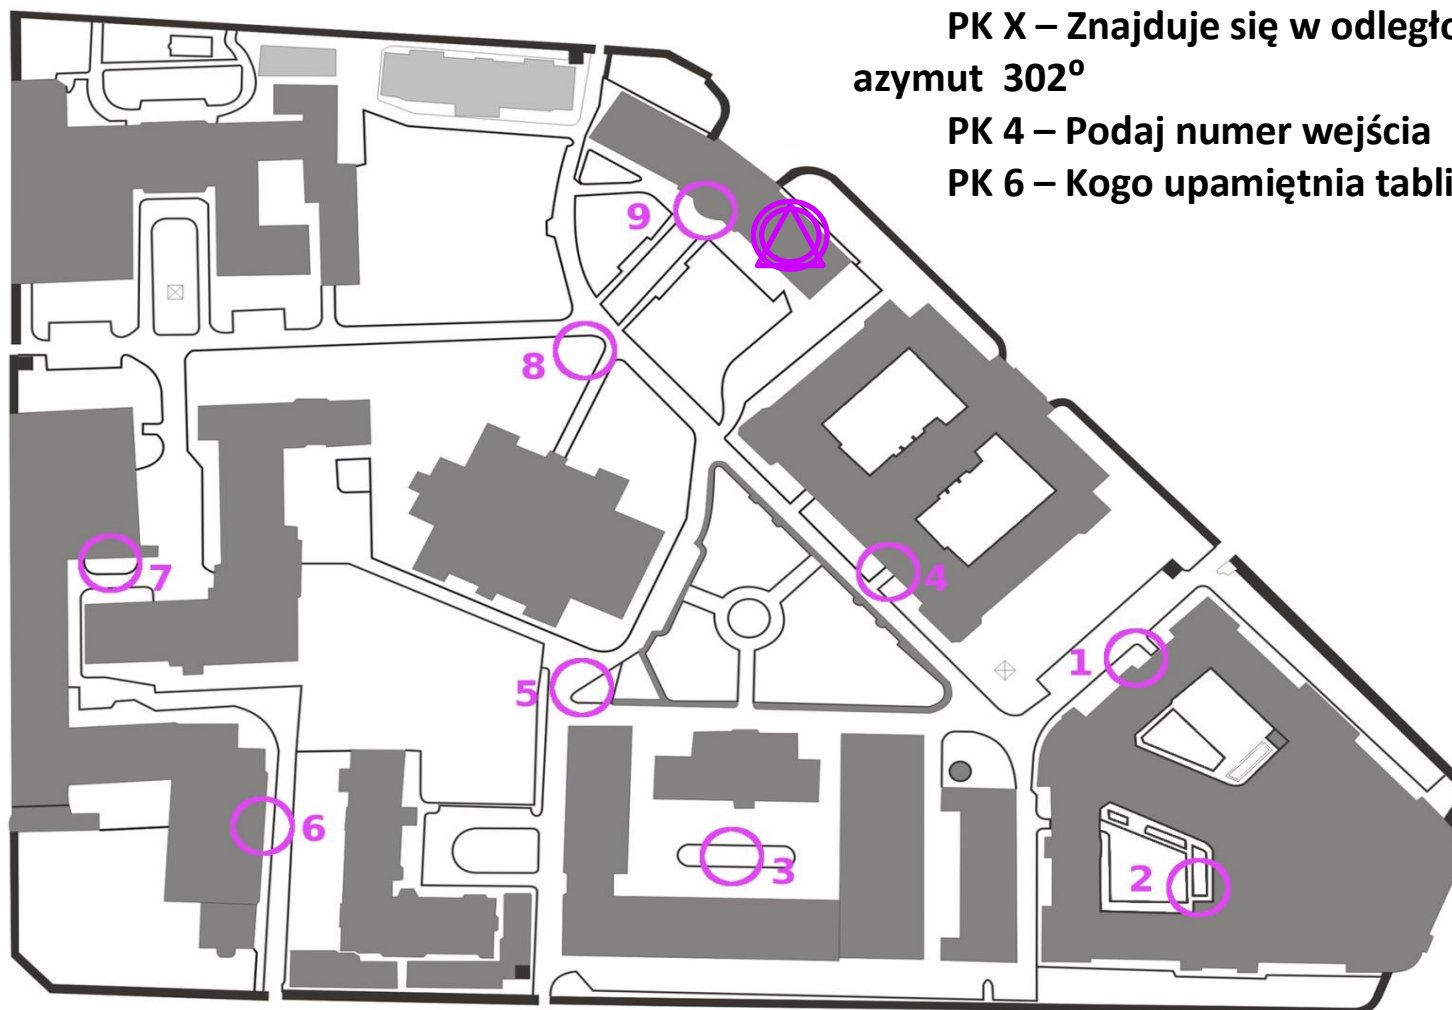 PK X – Znajduje się w
azymut 302⁰
PK 4 – Podaj numer wejścia
PK 6 – Kogo upamiętnia
9
8
7
4
1
5
6
3
2